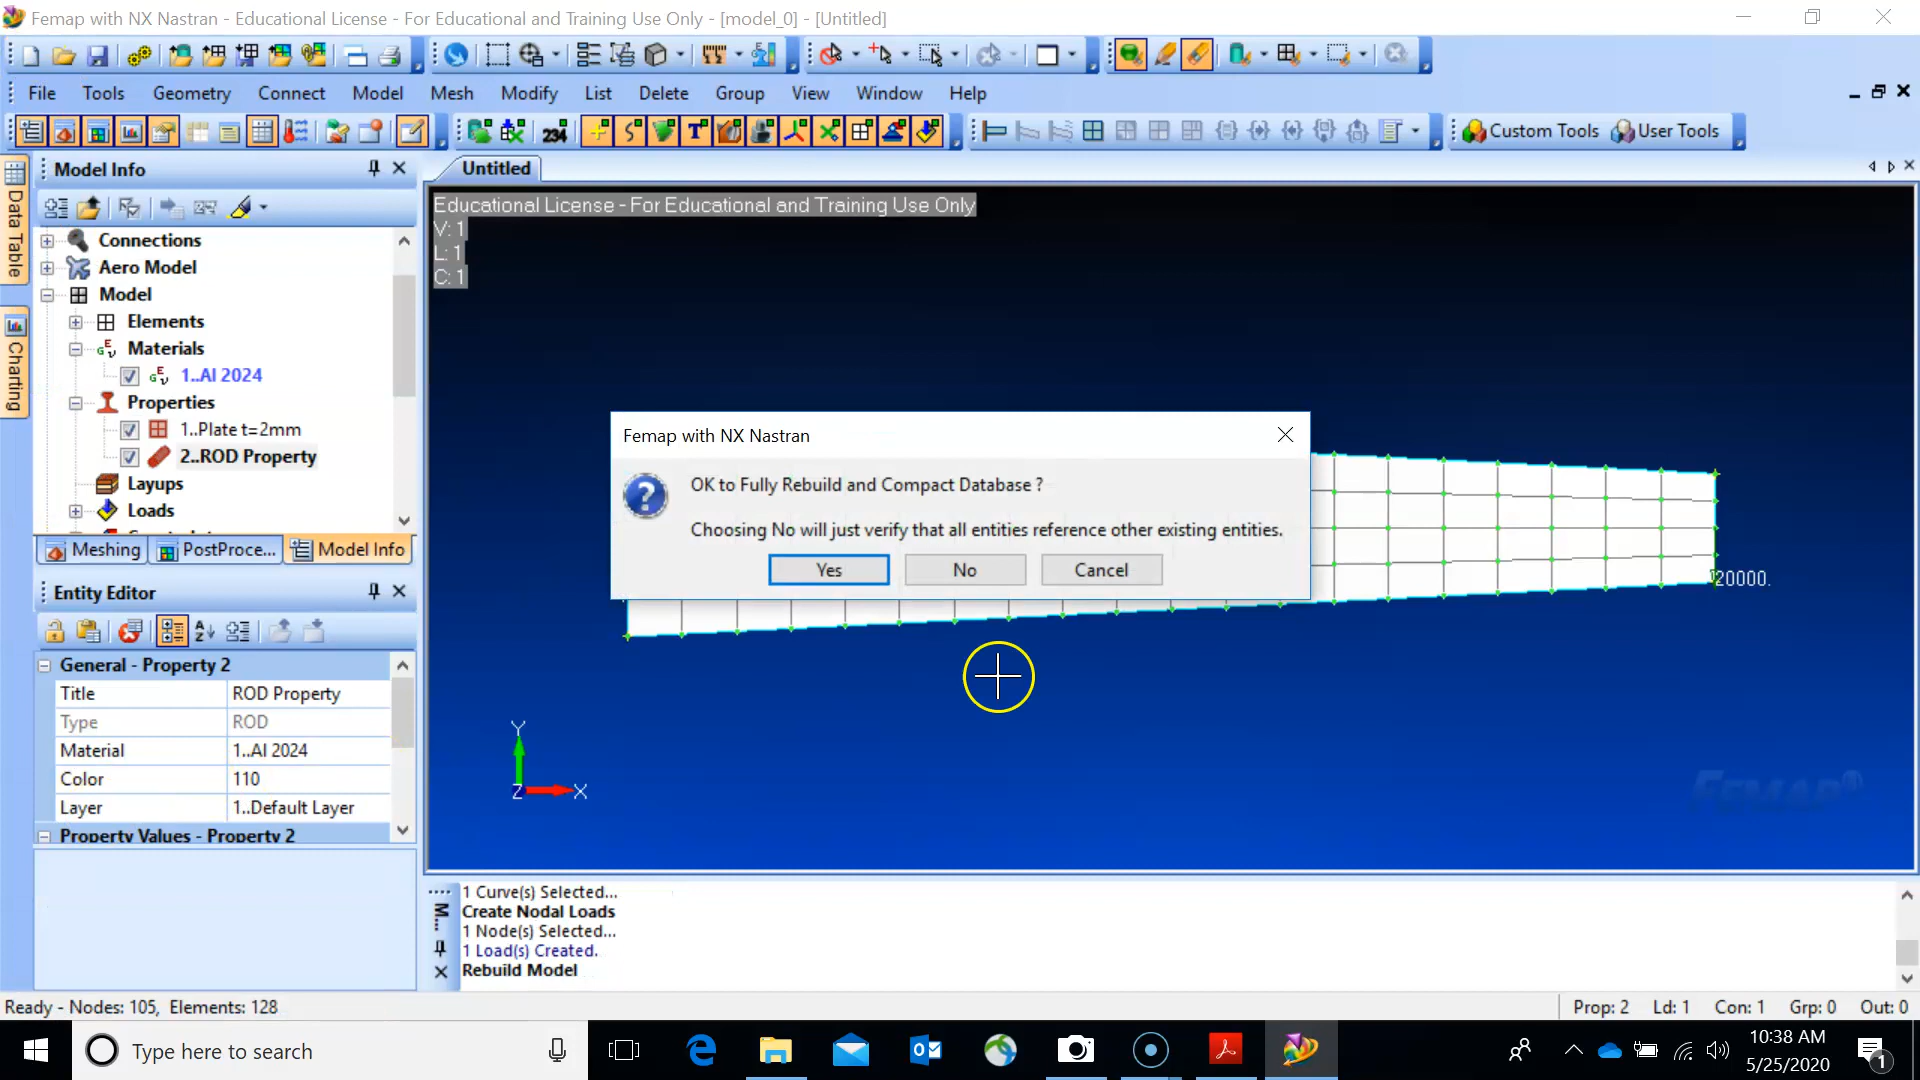 Femap with NX Nastran - Educational License - For Educational and Training Use Only - [model_0] - [Untitled]
File Tools Geometry Connect Model Mesh Modify List Delete Group View Window Help
234
Custom Tools User Tools
Data Table
Charting
Model Info
Connections
Aero Model
Model
Elements
Materials
1..Al 2024
Properties
1..Plate t=2mm
2..ROD Property
Layups
Loads
Meshing PostProce... Model Info
Entity Editor
General - Property 2
Title ROD Property
Type ROD
Material 1..Al 2024
Color 110
Layer 1..Default Layer
Property Values - Property 2
Untitled
Educational License - For Educational and Training Use Only
V: 1
L: 1
C: 1
Femap with NX Nastran
OK to Fully Rebuild and Compact Database ?
Choosing No will just verify that all entities reference other existing entities.
Yes No Cancel
20000.
Y
Z X
FEMAP
M...
1 Curve(s) Selected...
Create Nodal Loads
1 Node(s) Selected...
1 Load(s) Created.
Rebuild Model
Ready - Nodes: 105, Elements: 128
Prop: 2 Ld: 1 Con: 1 Grp: 0 Out: 0
Type here to search
10:38 AM
5/25/2020
1